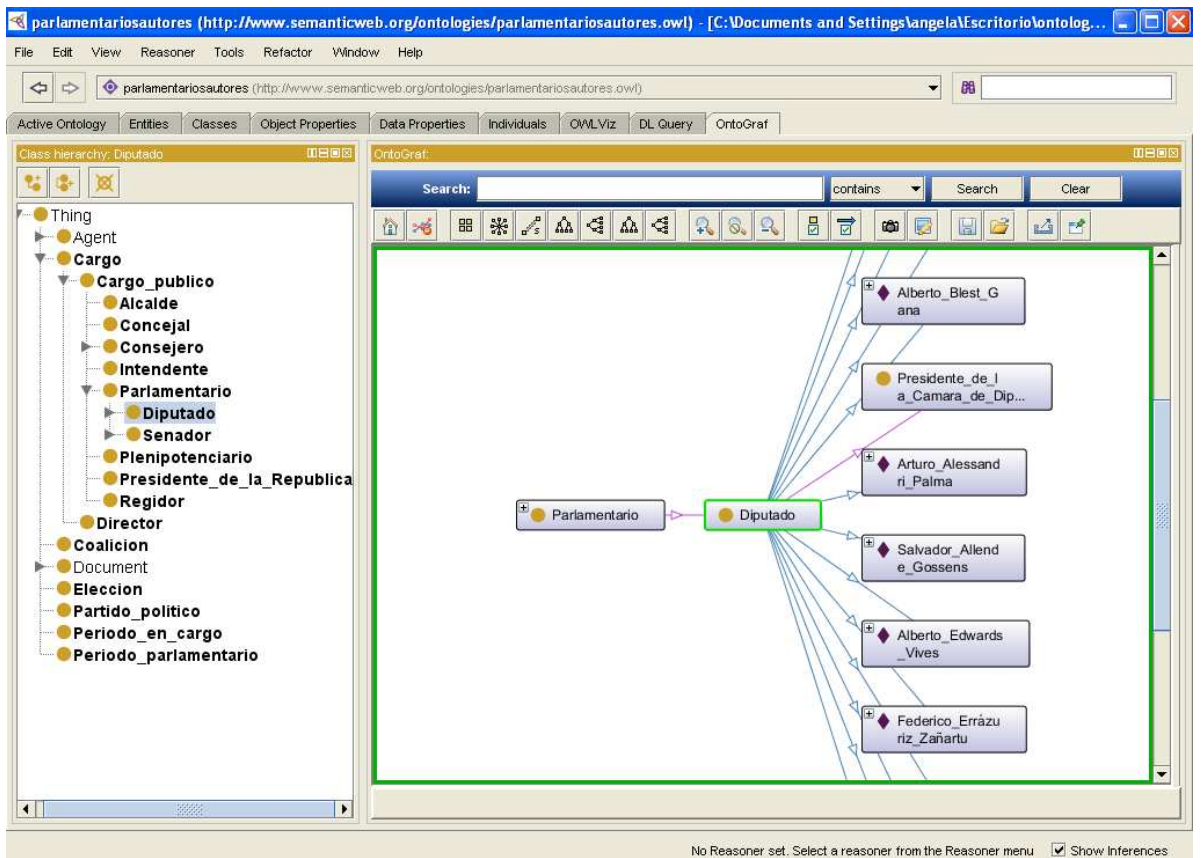 parlamentariosautores (http://www.semanticweb.org/ontologies/parlamentariosautores.owl) - [C:\Documents and Settings\angela\Escritorio\ontolog...
File Edit View Reasoner Tools Refactor Window Help
parlamentariosautores (http://www.semanticweb.org/ontologies/parlamentariosautores.owl)
Active Ontology Entities Classes Object Properties Data Properties Individuals OWLViz DL Query OntoGraf
Class hierarchy: Diputado
Thing
Agent
Cargo
Cargo_publico
Alcalde
Concejal
Consejero
Intendente
Parlamentario
Diputado
Senador
Plenipotenciario
Presidente_de_la_Republica
Regidor
Director
Coalicion
Document
Eleccion
Partido_politico
Periodo_en_cargo
Periodo_parlamentario
OntoGraf:
Search: contains Search Clear
Alberto_Blest_G
ana
Presidente_de_l
a_Camara_de_Dip...
Arturo_Alessand
ri_Palma
Parlamentario
Diputado
Salvador_Allend
e_Gossens
Alberto_Edwards
_Vives
Federico_Errázu
riz_Zañartu
No Reasoner set. Select a reasoner from the Reasoner menu Show Inferences